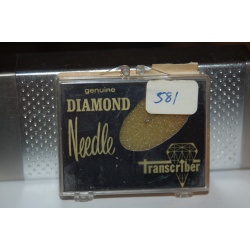 genuine
DIAMOND
Needle
581
Transcriber